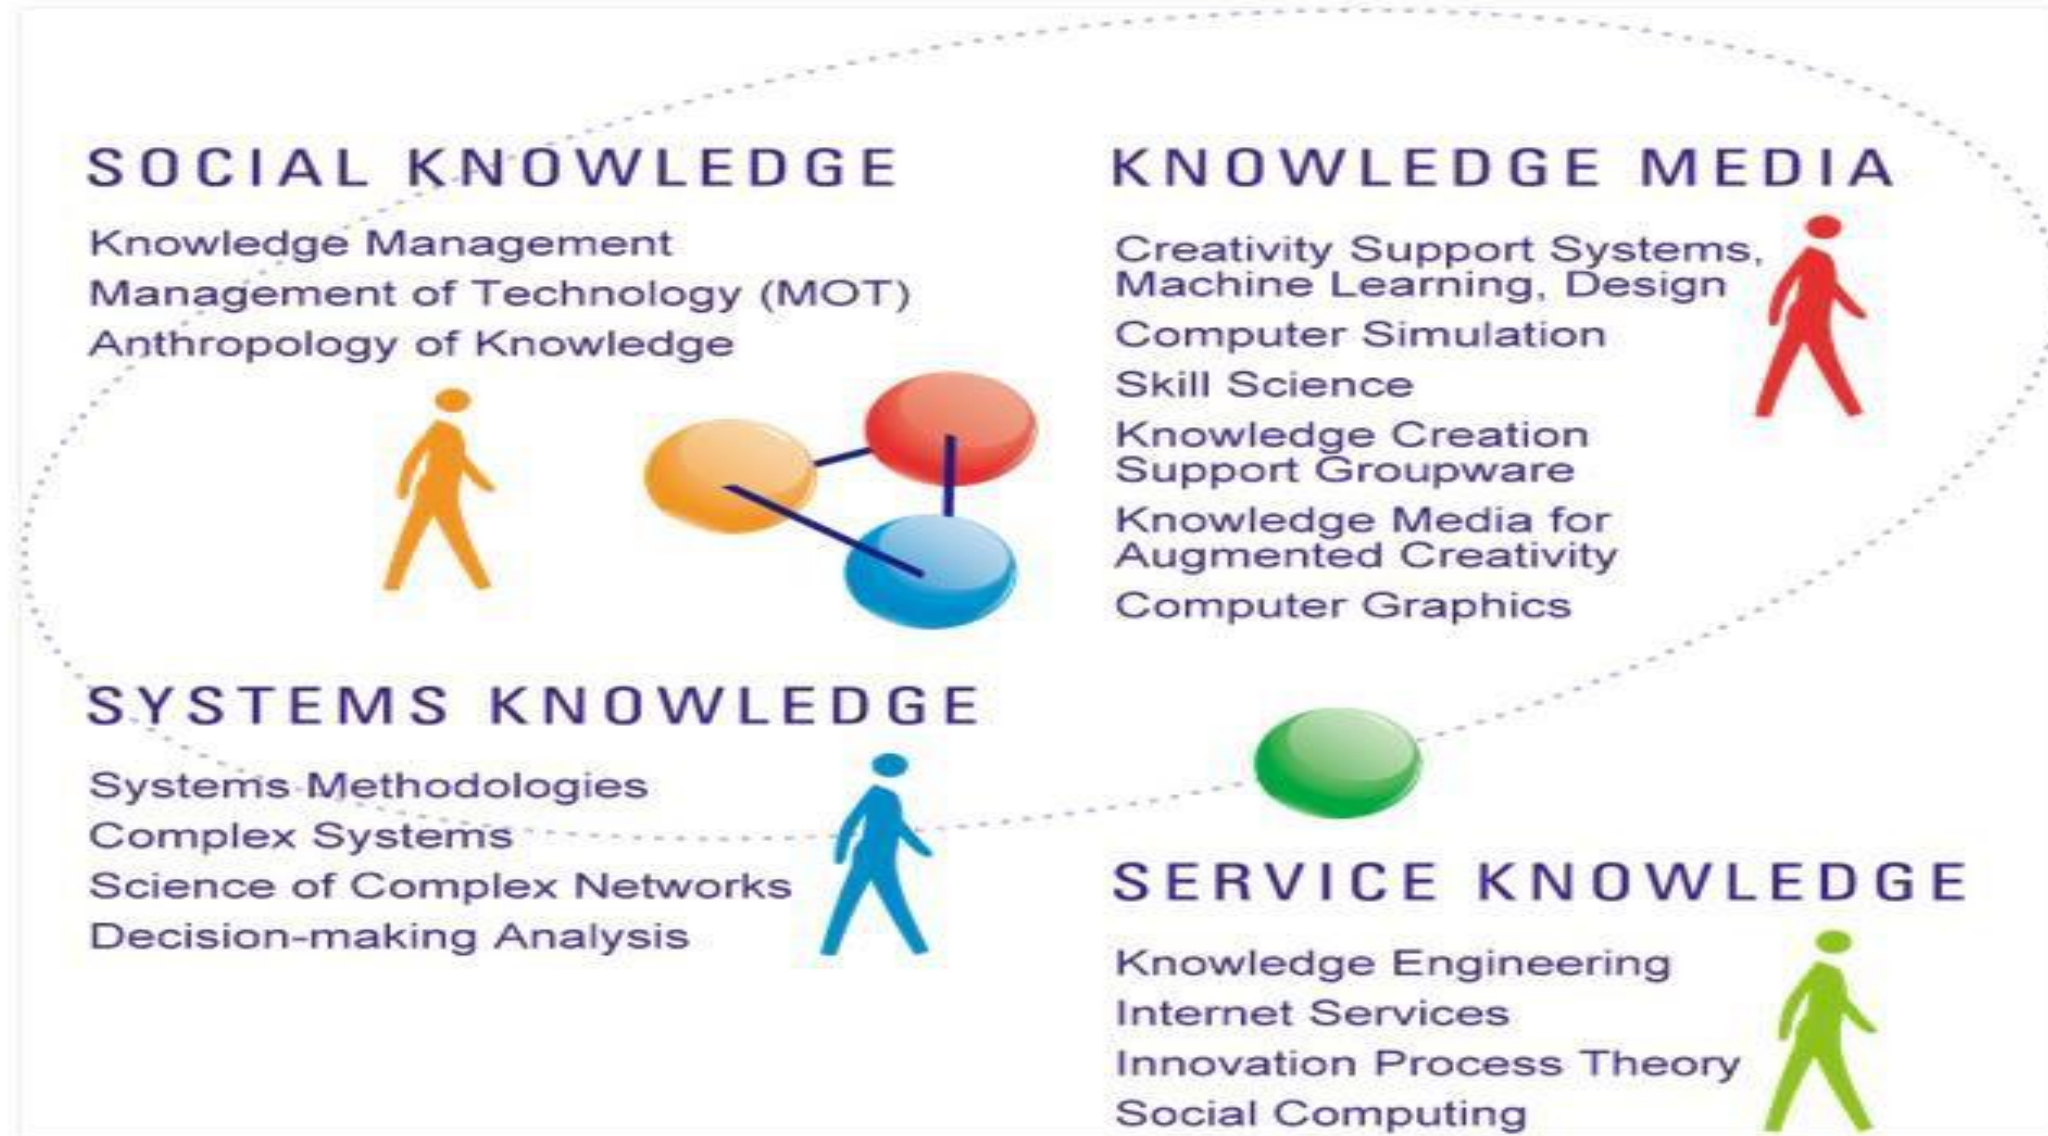 SOCIAL KNOWLEDGE
Knowledge Management
Management of Technology (MOT)
Anthropology of Knowledge
KNOWLEDGE MEDIA
Creativity Support Systems,
Machine Learning, Design
Computer Simulation
Skill Science
Knowledge Creation
Support Groupware
Knowledge Media for
Augmented Creativity
Computer Graphics
SYSTEMS KNOWLEDGE
Systems Methodologies
Complex Systems
Science of Complex Networks
Decision-making Analysis
SERVICE KNOWLEDGE
Knowledge Engineering
Internet Services
Innovation Process Theory
Social Computing